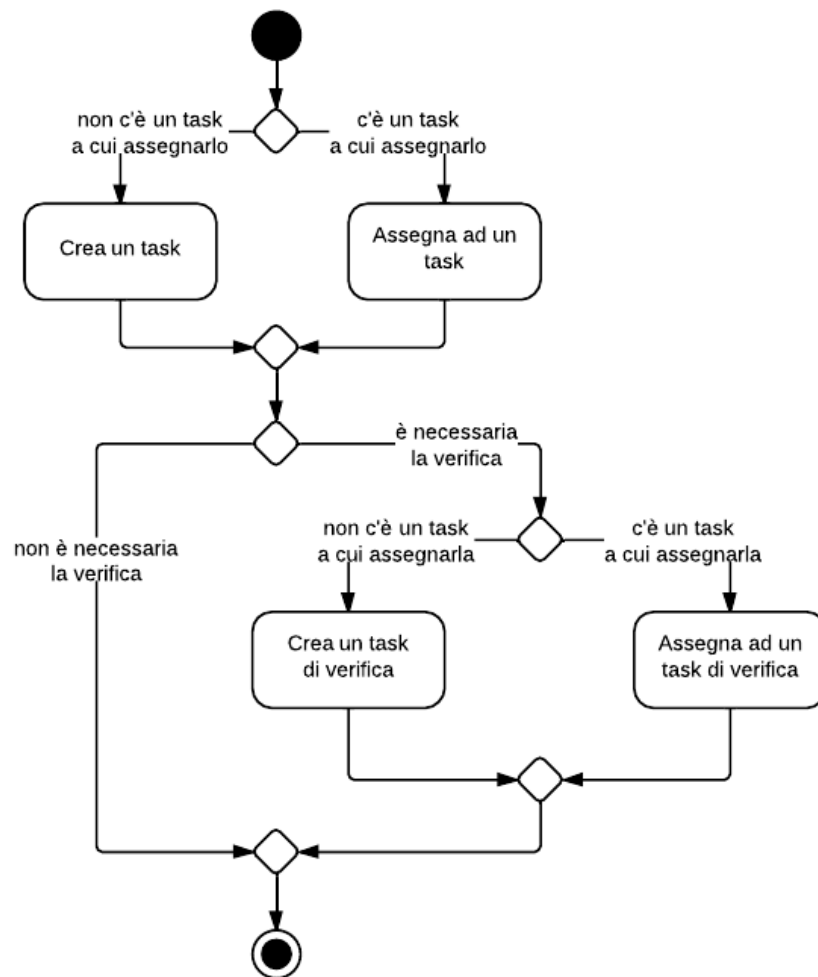 non c'è un task
a cui assegnarlo
c'è un task
a cui assegnarlo
Crea un task
Assegna ad un
task
è necessaria
la verifica
non è necessaria
la verifica
non c'è un task
a cui assegnarla
c'è un task
a cui assegnarla
Crea un task
di verifica
Assegna ad un
task di verifica